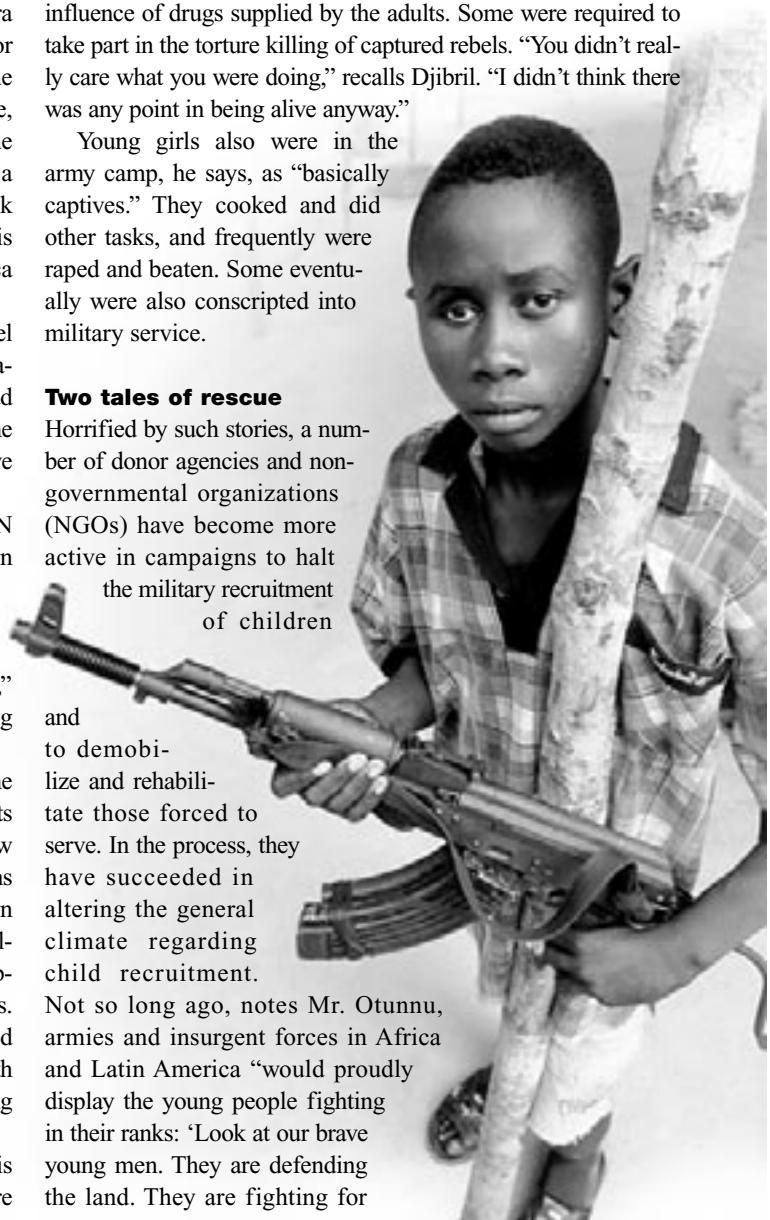 influence of drugs supplied by the adults. Some were required to
take part in the torture killing of captured rebels. “You didn’t real-
ly care what you were doing,” recalls Djibril. “I didn’t think there
was any point in being alive anyway.”
Young girls also were in the
army camp, he says, as “basically
captives.” They cooked and did
other tasks, and frequently were
raped and beaten. Some eventu-
ally were also conscripted into
military service.
Two tales of rescue
Horrified by such stories, a num-
ber of donor agencies and non-
governmental organizations
(NGOs) have become more
active in campaigns to halt
the military recruitment
of children
and
to demobi-
lize and rehabili-
tate those forced to
serve. In the process, they
have succeeded in
altering the general
climate regarding
child recruitment.
Not so long ago, notes Mr. Otunnu,
armies and insurgent forces in Africa
and Latin America “would proudly
display the young people fighting
in their ranks: ‘Look at our brave
young men. They are defending
the land. They are fighting for